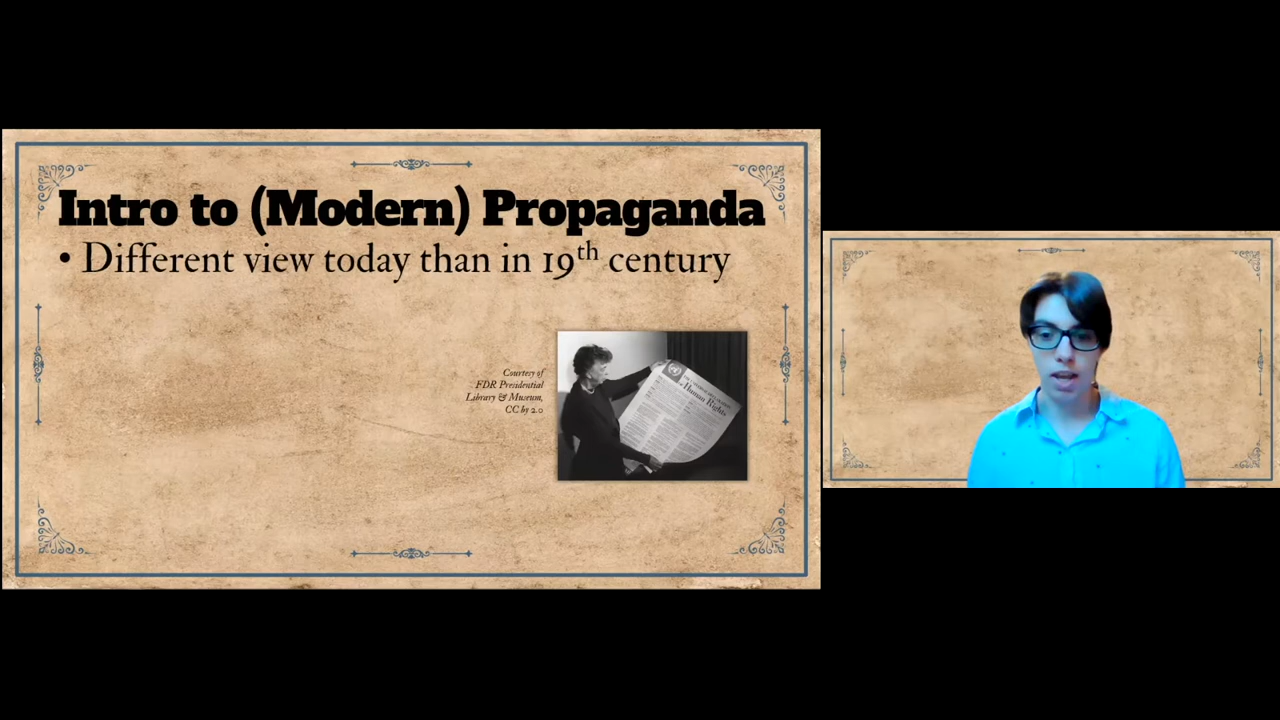 Intro to (Modern) Propaganda
• Different view today than in 19th century
Courtesy of
FDR Presidential
Library & Museum,
CC by 2.0
Human Rights